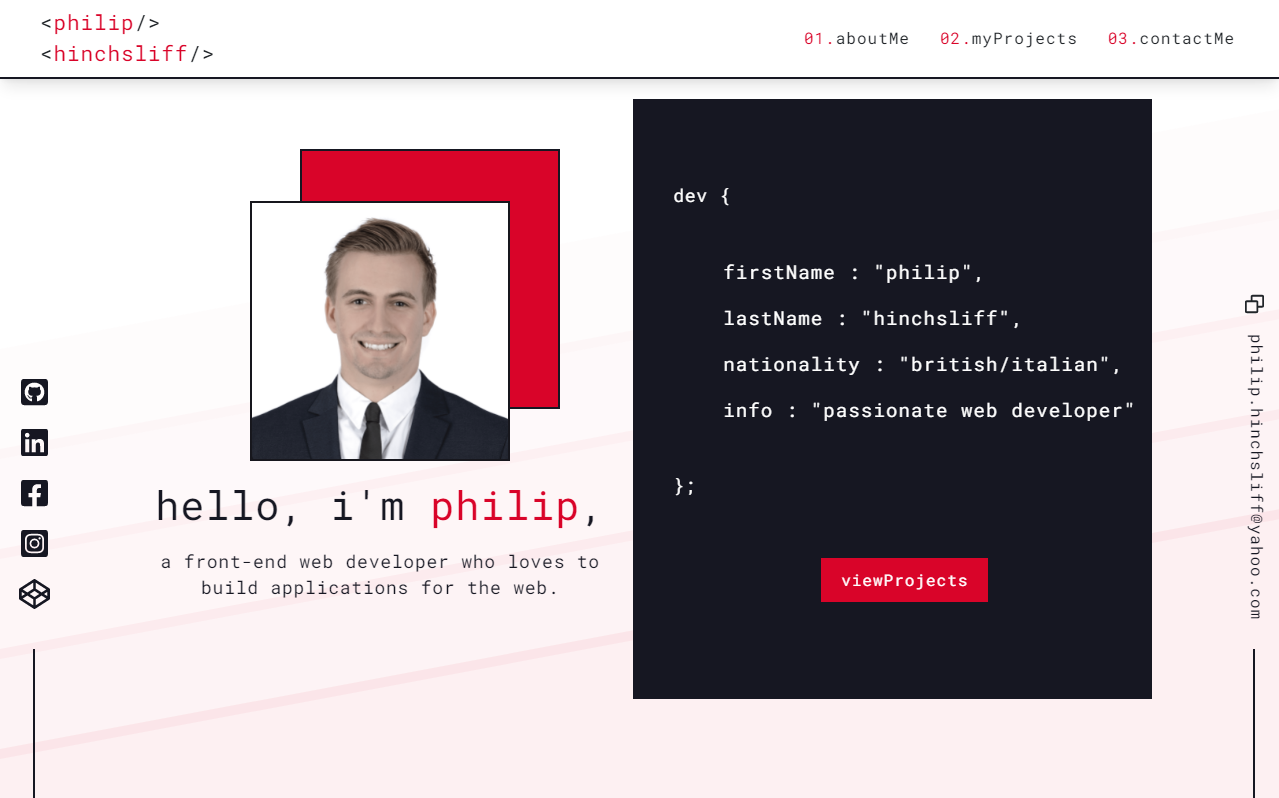 <philip/>
<hinchsliff/>
01.aboutMe 02.myProjects 03.contactMe
hello, i'm philip,
a front-end web developer who loves to
build applications for the web.
dev {
firstName : "philip",
lastName : "hinchsliff",
nationality : "british/italian",
info : "passionate web developer"
};
viewProjects
philip.hinchsliff@yahoo.com